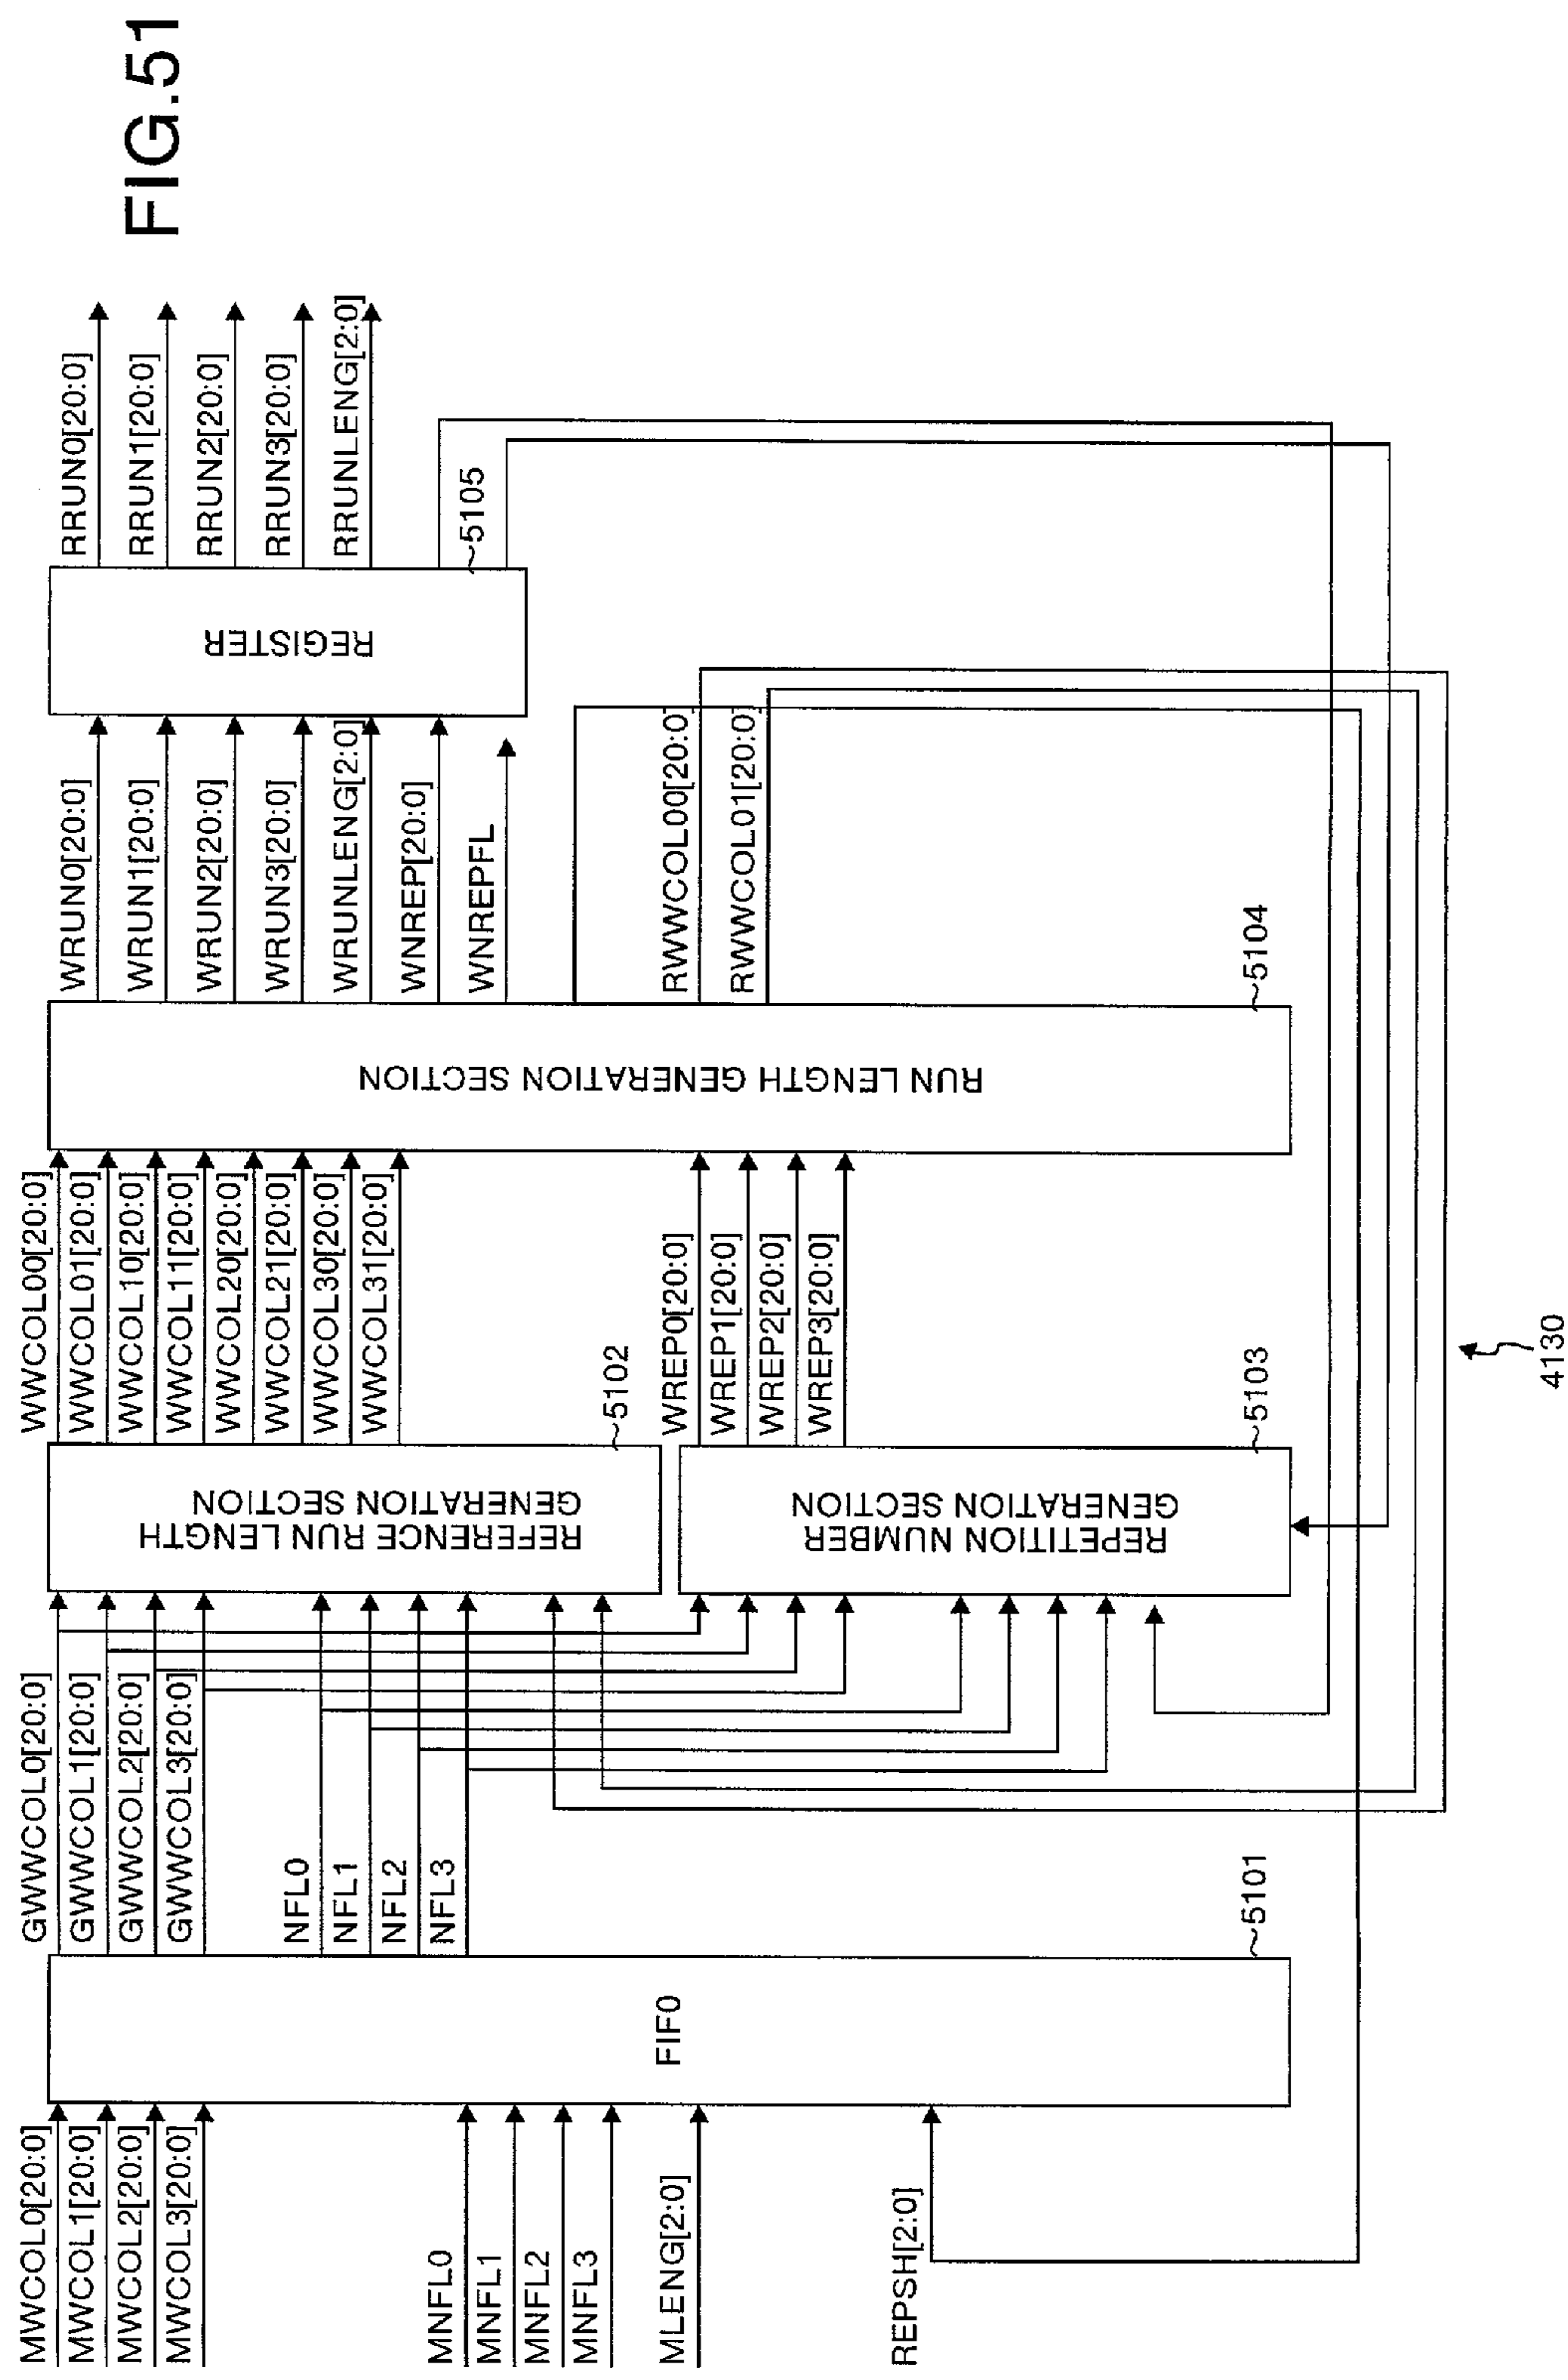 FIG.51
MWCOL0[20:0]
MWCOL1[20:0]
MWCOL2[20:0]
MWCOL3[20:0]
MNFL0
MNFL1
MNFL2
MNFL3
MLENG[2:0]
REPSH[2:0]
FIF0
5101
GWWCOL0[20:0]
GWWCOL1[20:0]
GWWCOL2[20:0]
GWWCOL3[20:0]
NFL0
NFL1
NFL2
NFL3
REFERENCE RUN LENGTH
GENERATION SECTION
5102
REPETITION NUMBER
GENERATION SECTION
5103
WWCOL00[20:0]
WWCOL01[20:0]
WWCOL10[20:0]
WWCOL11[20:0]
WWCOL20[20:0]
WWCOL21[20:0]
WWCOL30[20:0]
WWCOL31[20:0]
WREP0[20:0]
WREP1[20:0]
WREP2[20:0]
WREP3[20:0]
RUN LENGTH GENERATION SECTION
5104
WRUN0[20:0]
WRUN1[20:0]
WRUN2[20:0]
WRUN3[20:0]
WRUNLENG[2:0]
WNREP[20:0]
WNREPFL
RWWCOL00[20:0]
RWWCOL01[20:0]
REGISTER
5105
RRUN0[20:0]
RRUN1[20:0]
RRUN2[20:0]
RRUN3[20:0]
RRUNLENG[2:0]
4130